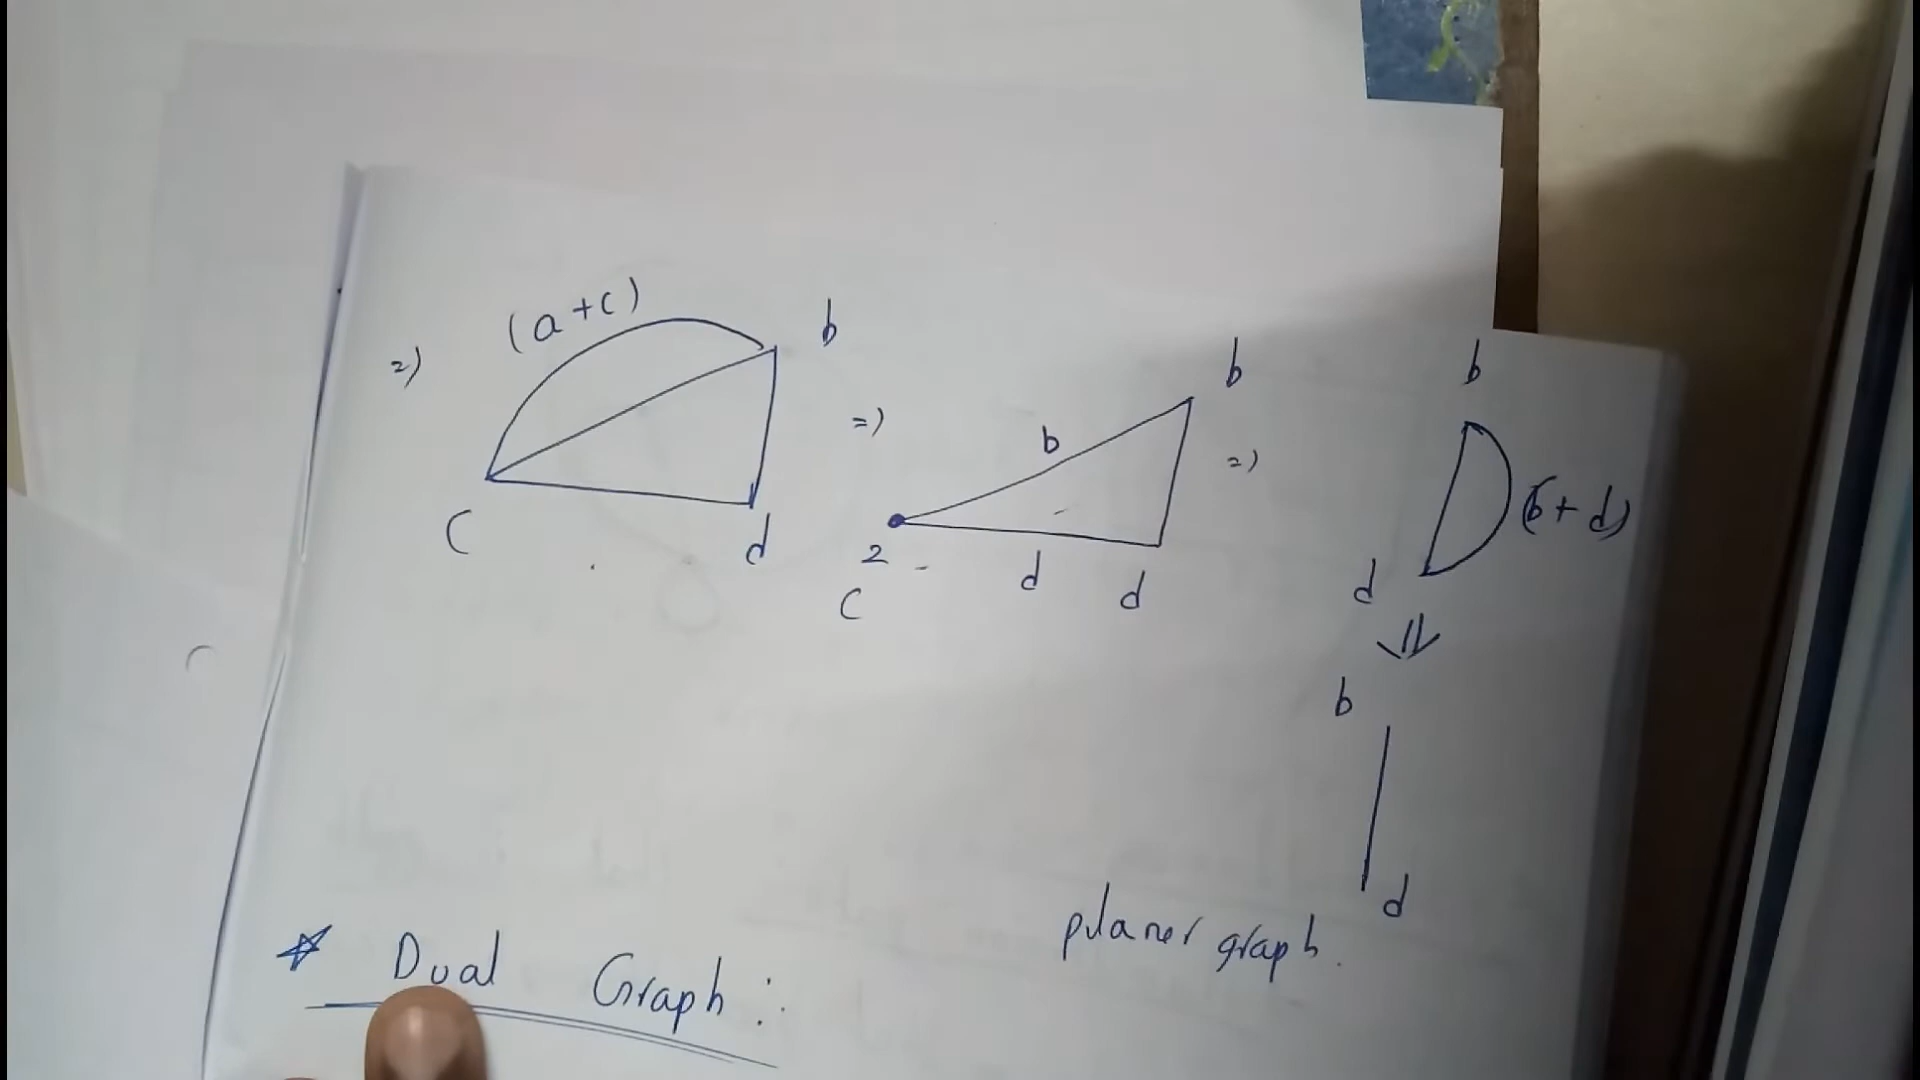 (a+c)
b
=)
c
d
=)
b
b
2
c
d
d
=)
b
(b+d)
d
⇓
b
d
planer graph.
* Dual Graph :.